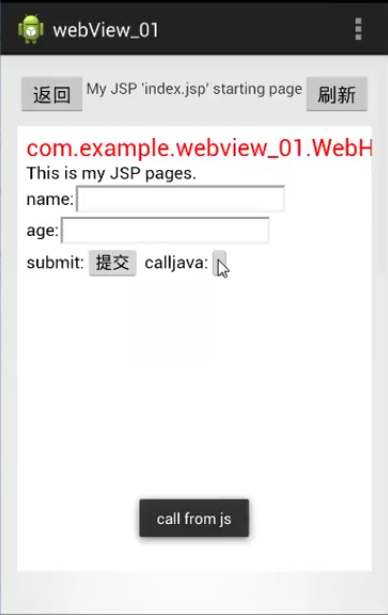 webView_01
返回 My JSP 'index.jsp' starting page 刷新
com.example.webview_01.WebH
This is my JSP pages.
name:
age:
submit: 提交 calljava:
call from js